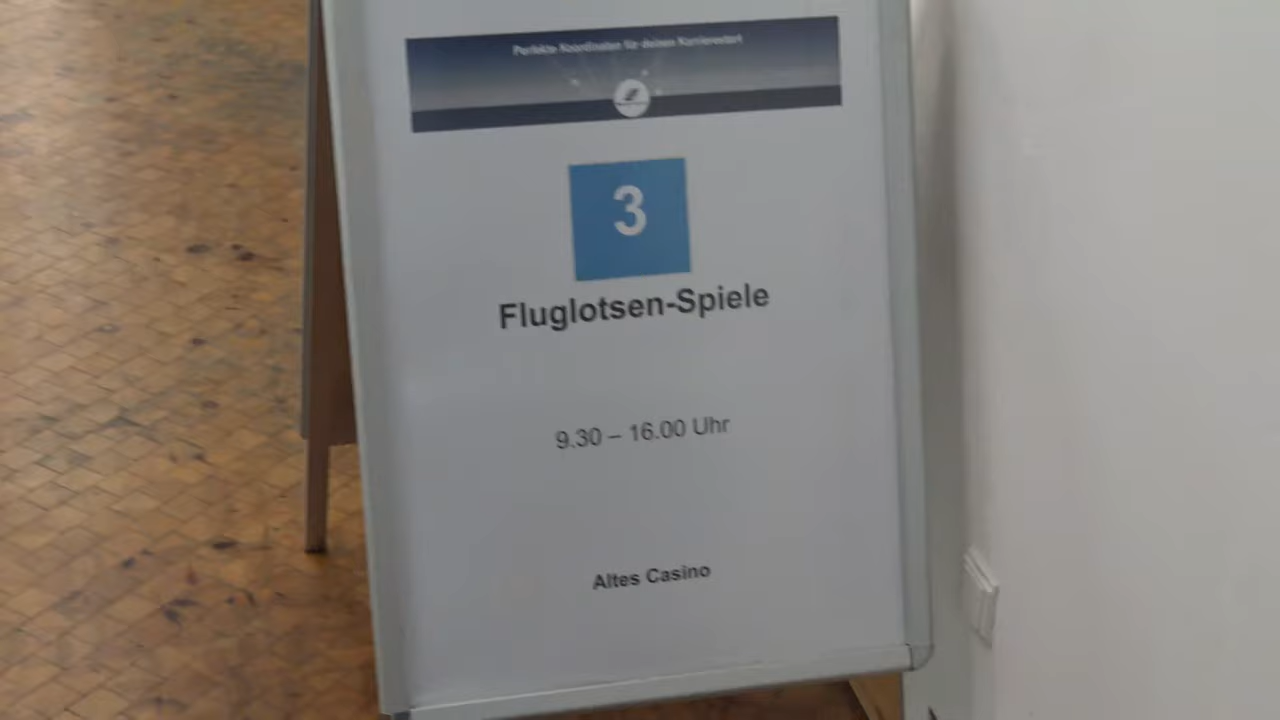 Perfekte Koordinaten für deinen Karrierestart
3
Fluglotsen-Spiele
9.30 – 16.00 Uhr
Altes Casino